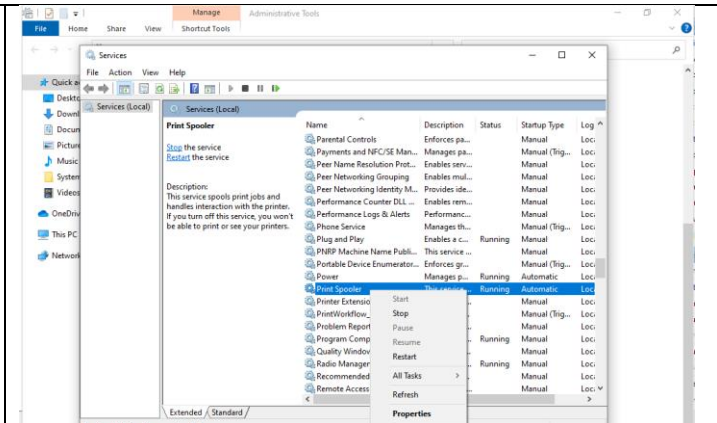 Manage
Administrative Tools
File
Home
Share
View
Shortcut Tools
Services
File Action View Help
Quick
Services (Local)
Services (Local)
Print Spooler
Stop the service
Restart the service
Description:
This service spools print jobs and
handles interaction with the printer.
If you turn off this service, you won't
be able to print or see your printers.
Name Description Status Startup Type Log
Parental Controls Enforces pa... Manual Loc
Payments and NFC/SE Man... Manages pa... Manual (Trig... Loc
Peer Name Resolution Prot... Enables serv... Manual Loc
Peer Networking Grouping Enables mul... Manual Loc
Peer Networking Identity M... Provides ide... Manual Loc
Performance Counter DLL ... Enables rem... Manual Loc
Performance Logs & Alerts Performanc... Manual Loc
Phone Service Manages th... Manual (Trig... Loc
Plug and Play Enables a c... Running Manual Loc
PNRP Machine Name Publi... This service ... Manual Loc
Portable Device Enumerator... Enforces gr... Manual (Trig... Loc
Power Manages p... Running Automatic Loc
Print Spooler This service... Running Automatic Loc
Printer Extensio Manual Loc
PrintWorkflow_ Manual (Trig... Loc
Problem Report Manual Loc
Program Comp Running Manual Loc
Quality Window Manual Loc
Radio Manager Running Manual Loc
Recommended Manual Loc
Remote Access Manual Loc
Start
Stop
Pause
Resume
Restart
All Tasks
Refresh
Properties
Extended
Standard
Deskto
Downl
Docun
Picture
Music
System
Videos
OneDriv
This PC
Network